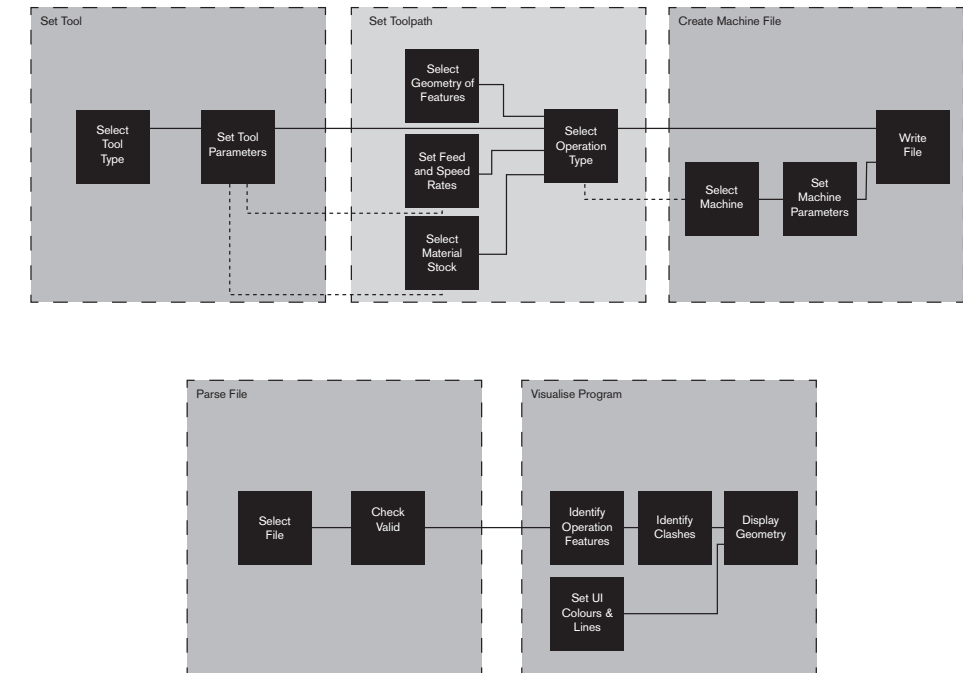 Set Tool
Select
Tool
Type
Set Tool
Parameters
Set Toolpath
Select
Geometry of
Features
Set Feed
and Speed
Rates
Select
Material
Stock
Select
Operation
Type
Create Machine File
Select
Machine
Set
Machine
Parameters
Write
File
Parse File
Select
File
Check
Valid
Visualise Program
Identify
Operation
Features
Identify
Clashes
Display
Geometry
Set UI
Colours &
Lines